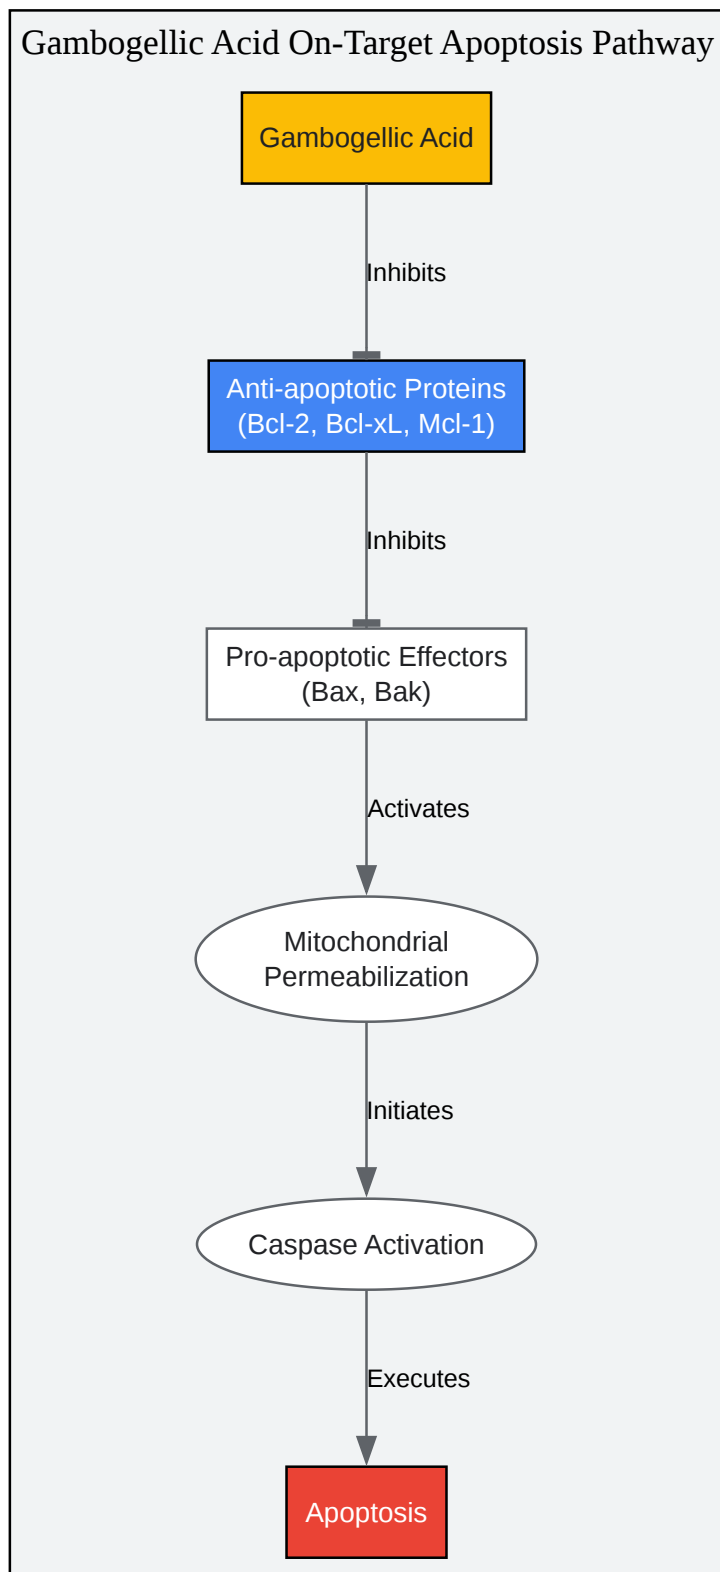 Gambogellic Acid On-Target Apoptosis Pathway
Gambogellic Acid
Inhibits
Anti-apoptotic Proteins
(Bcl-2, Bcl-xL, Mcl-1)
Inhibits
Pro-apoptotic Effectors
(Bax, Bak)
Activates
Mitochondrial
Permeabilization
Initiates
Caspase Activation
Executes
Apoptosis